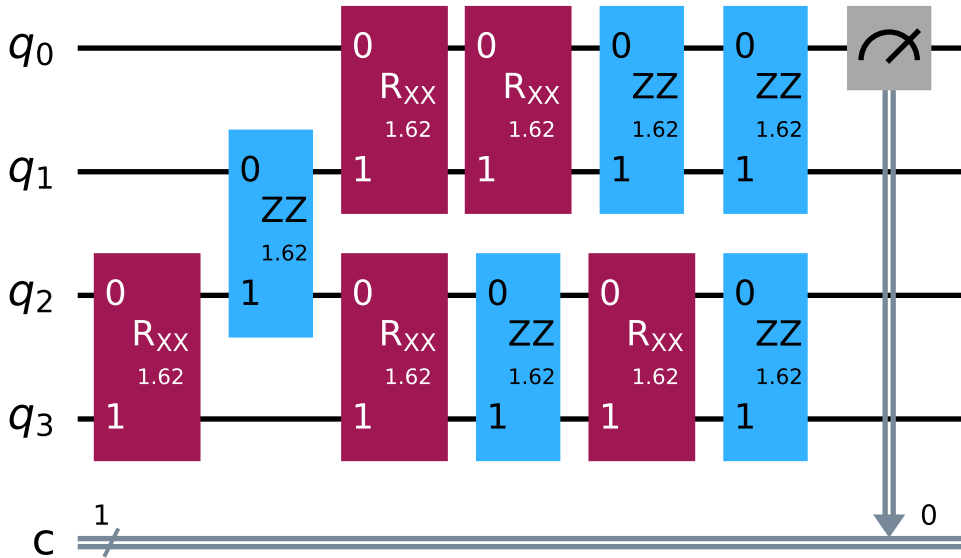 q0 0 0 0 0
RXX RXX ZZ ZZ
1.62 1.62 1.62 1.62
q1 0 1 1 1 1
ZZ
1.62
q2 0 1 0 0 0 0
RXX RXX ZZ RXX ZZ
1.62 1.62 1.62 1.62 1.62
q3 1 1 1 1 1
1 0
c